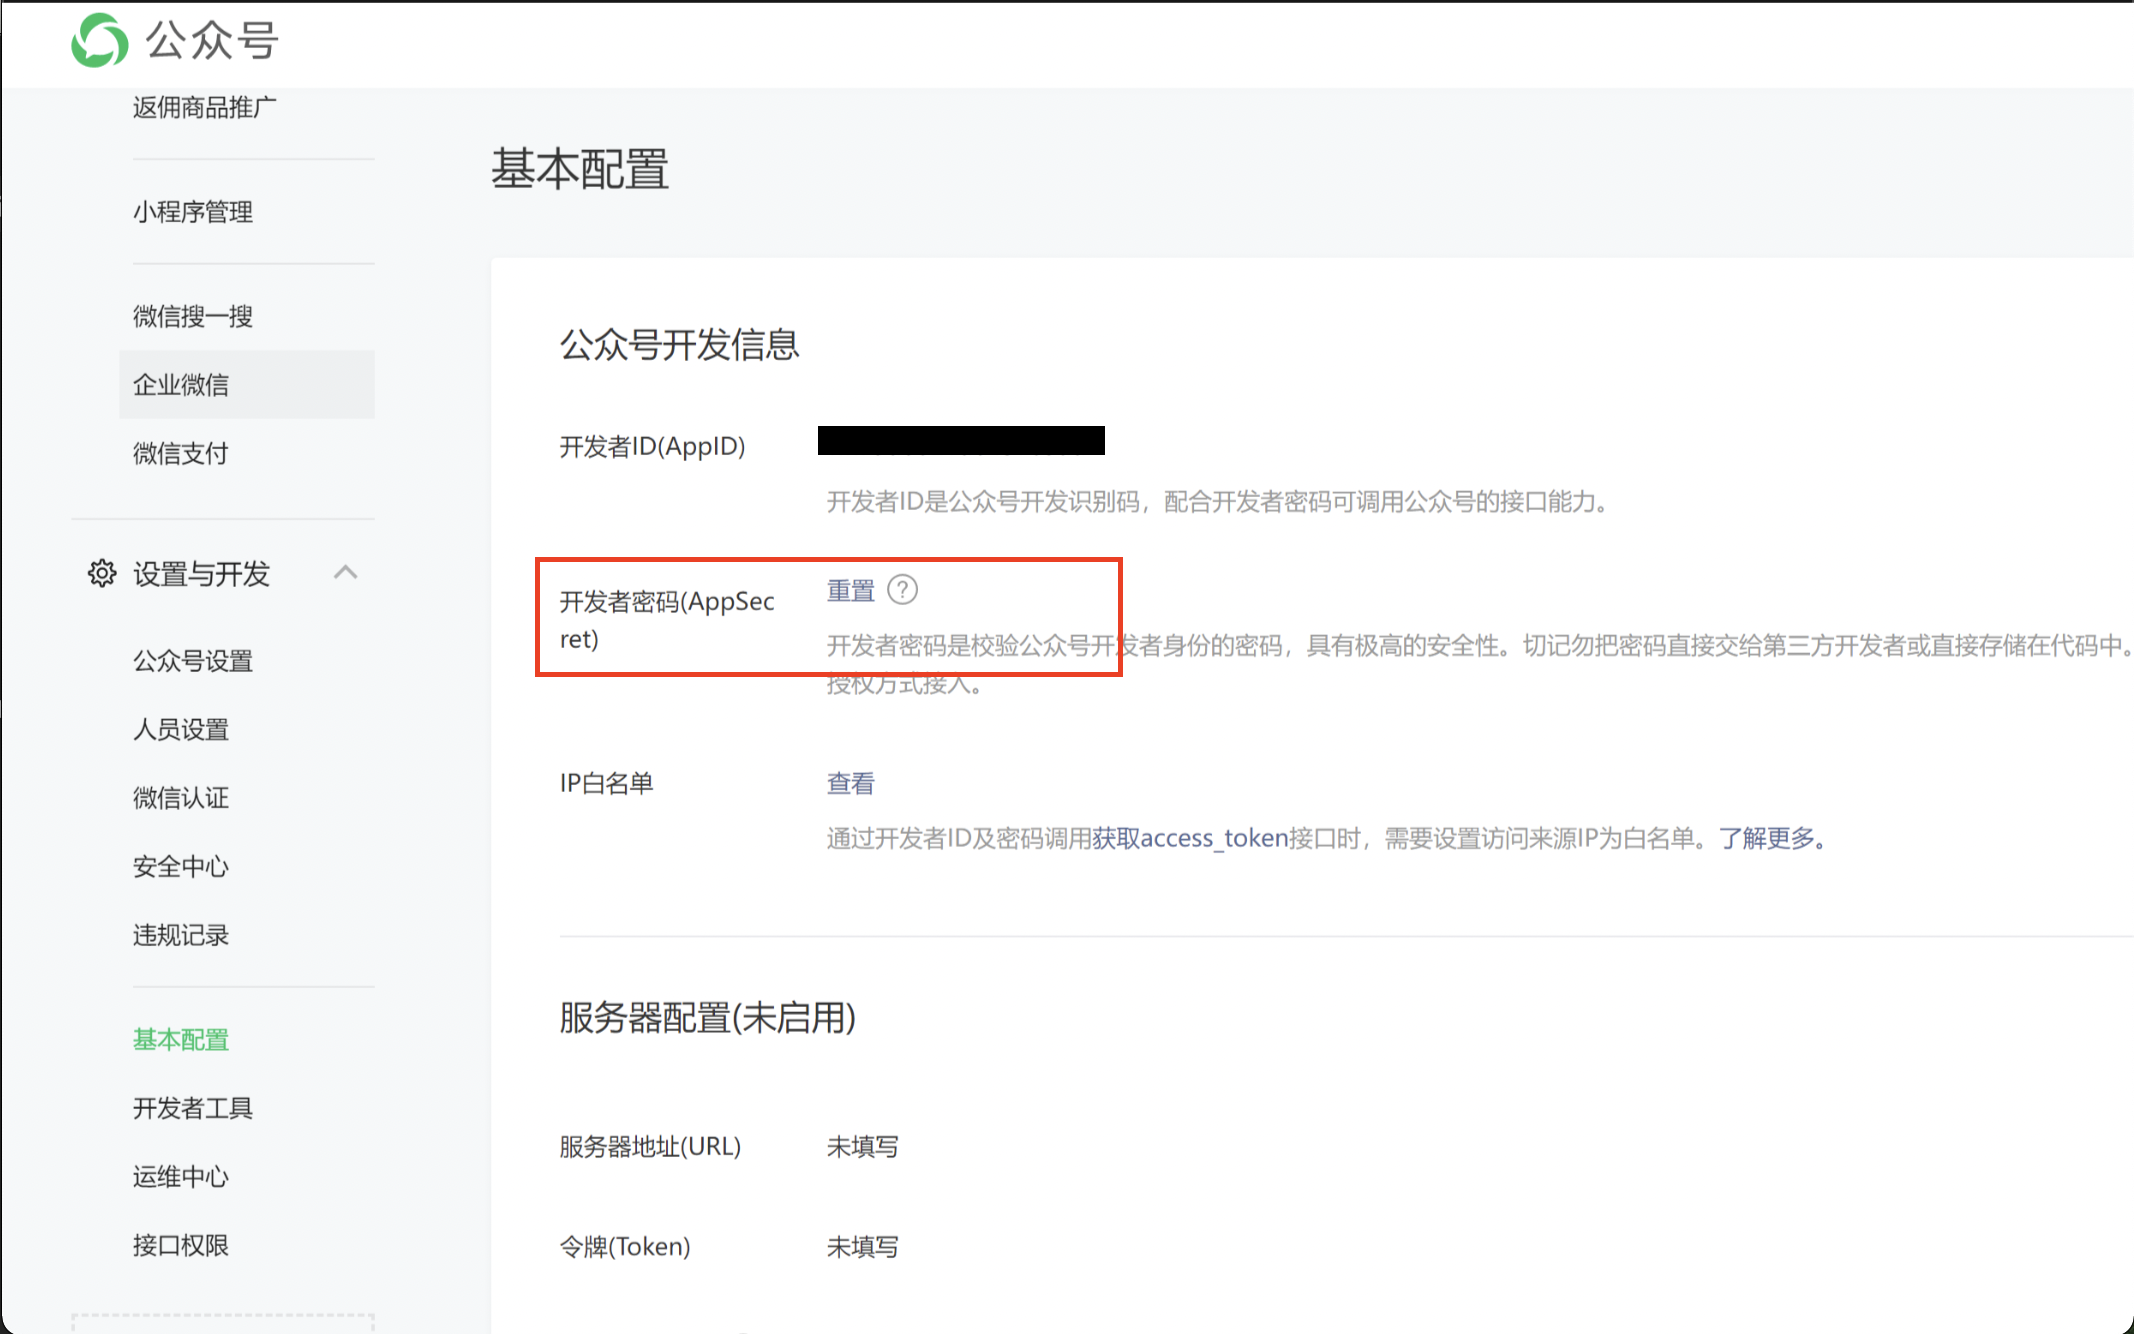 公众号
返佣商品推广
小程序管理
微信搜一搜
企业微信
微信支付
设置与开发
公众号设置
人员设置
微信认证
安全中心
违规记录
基本配置
开发者工具
运维中心
接口权限
基本配置
公众号开发信息
开发者ID(AppID)
开发者ID是公众号开发识别码，配合开发者密码可调用公众号的接口能力。
开发者密码(AppSec
ret)
重置 ?
开发者密码是校验公众号开发者身份的密码，具有极高的安全性。切记勿把密码直接交给第三方开发者或直接存储在代码中。
授权方式接入。
IP白名单
查看
通过开发者ID及密码调用获取access_token接口时，需要设置访问来源IP为白名单。了解更多。
服务器配置(未启用)
服务器地址(URL)
未填写
令牌(Token)
未填写